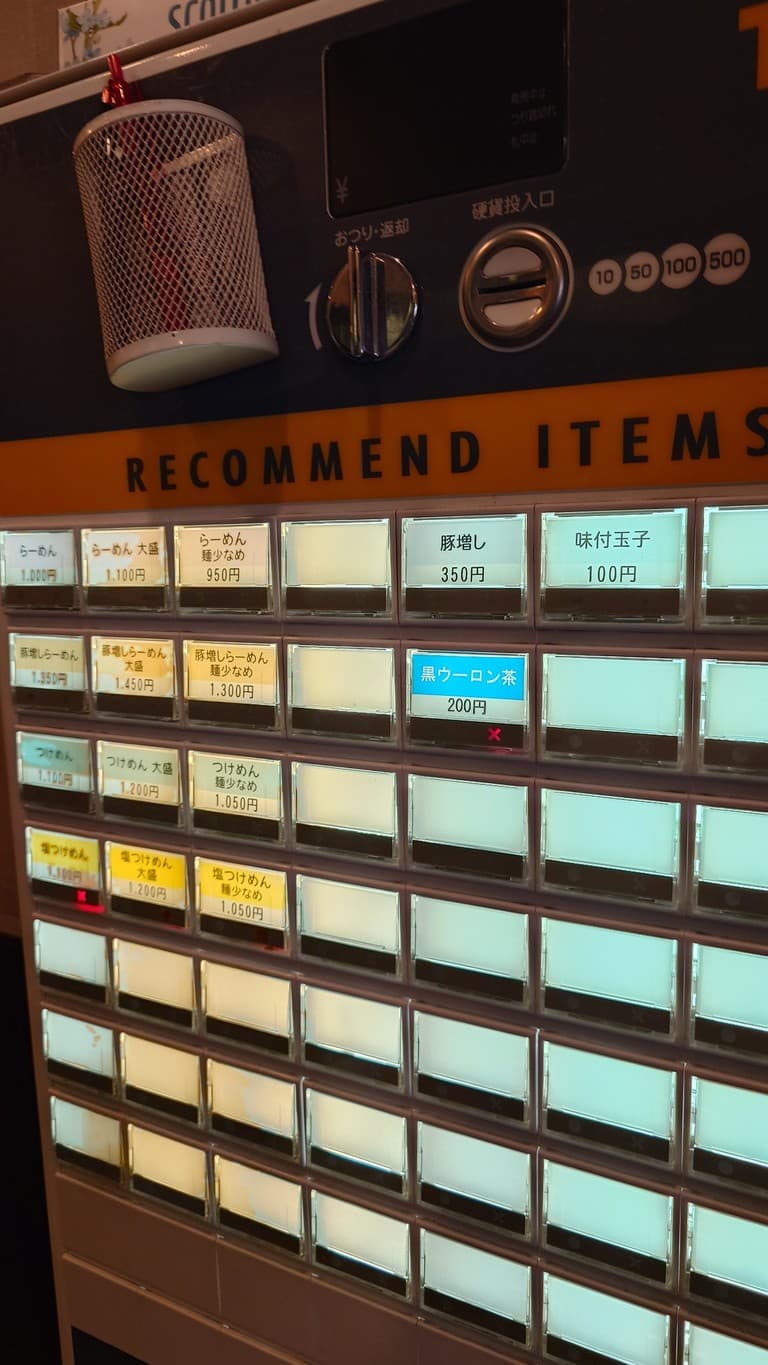 ¥
おつり・返却
硬貨投入口
10 50 100 500
RECOMMEND ITEMS
らーめん
1.000円
らーめん 大盛
1.100円
らーめん
麺少なめ
950円
豚増し
350円
味付玉子
100円
豚増しらーめん
1.350円
豚増しらーめん
大盛
1.450円
豚増しらーめん
麺少なめ
1.300円
黒ウーロン茶
200円
つけめん
1.100円
つけめん 大盛
1.200円
つけめん
麺少なめ
1.050円
塩つけめん
1.100円
塩つけめん
大盛
1.200円
塩つけめん
麺少なめ
1.050円